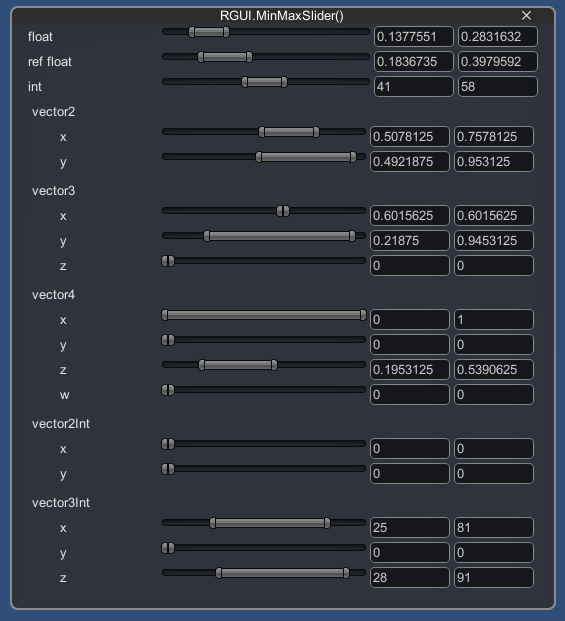 RGUI.MinMaxSlider()
float 0.1377551 0.2831632
ref float 0.1836735 0.3979592
int 41 58
vector2
x 0.5078125 0.7578125
y 0.4921875 0.953125
vector3
x 0.6015625 0.6015625
y 0.21875 0.9453125
z 0 0
vector4
x 0 1
y 0 0
z 0.1953125 0.5390625
w 0 0
vector2Int
x 0 0
y 0 0
vector3Int
x 25 81
y 0 0
z 28 91